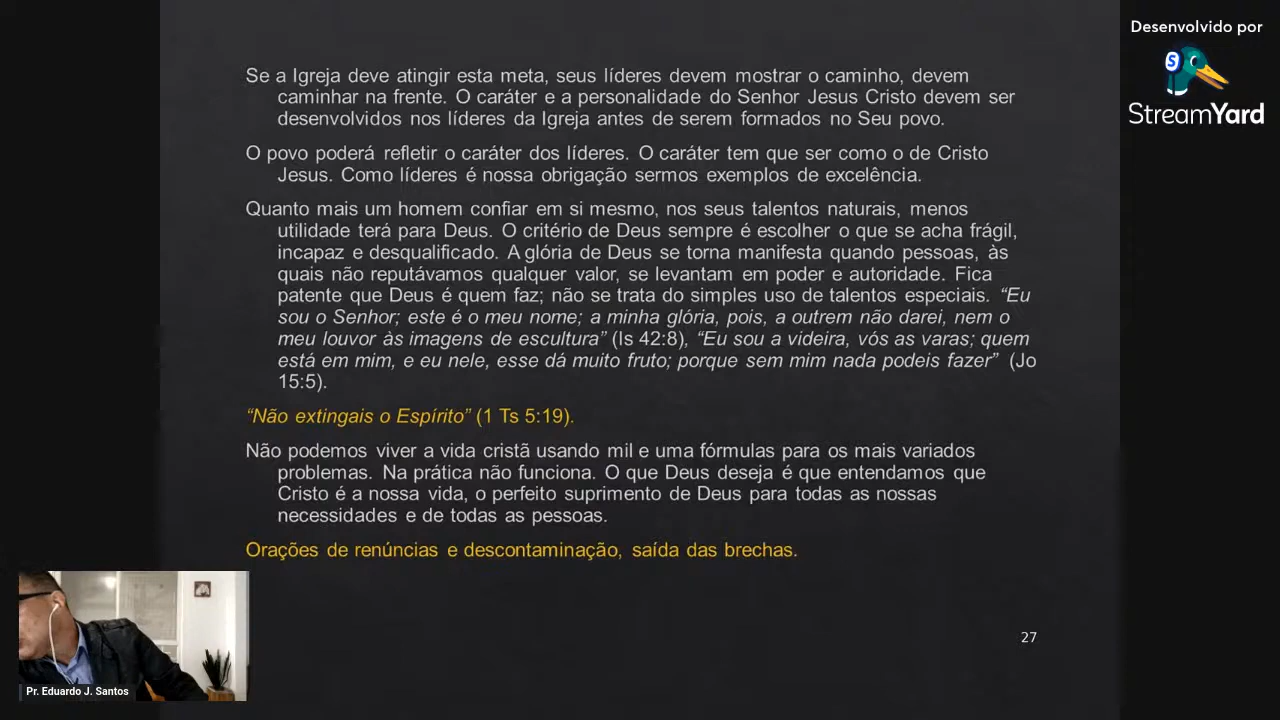 Desenvolvido por
StreamYard
Se a Igreja deve atingir esta meta, seus líderes devem mostrar o caminho, devem
caminhar na frente. O caráter e a personalidade do Senhor Jesus Cristo devem ser
desenvolvidos nos líderes da Igreja antes de serem formados no Seu povo.
O povo poderá refletir o caráter dos líderes. O caráter tem que ser como o de Cristo
Jesus. Como líderes é nossa obrigação sermos exemplos de excelência.
Quanto mais um homem confiar em si mesmo, nos seus talentos naturais, menos
utilidade terá para Deus. O critério de Deus sempre é escolher o que se acha frágil,
incapaz e desqualificado. A glória de Deus se torna manifesta quando pessoas, às
quais não reputávamos qualquer valor, se levantam em poder e autoridade. Fica
patente que Deus é quem faz; não se trata do simples uso de talentos especiais. “Eu
sou o Senhor; este é o meu nome; a minha glória, pois, a outrem não darei, nem o
meu louvor às imagens de escultura” (Is 42:8), “Eu sou a videira, vós as varas; quem
está em mim, e eu nele, esse dá muito fruto; porque sem mim nada podeis fazer” (Jo
15:5).
“Não extingais o Espírito” (1 Ts 5:19).
Não podemos viver a vida cristã usando mil e uma fórmulas para os mais variados
problemas. Na prática não funciona. O que Deus deseja é que entendamos que
Cristo é a nossa vida, o perfeito suprimento de Deus para todas as nossas
necessidades e de todas as pessoas.
Orações de renúncias e descontaminação, saída das brechas.
27
Pr. Eduardo J. Santos